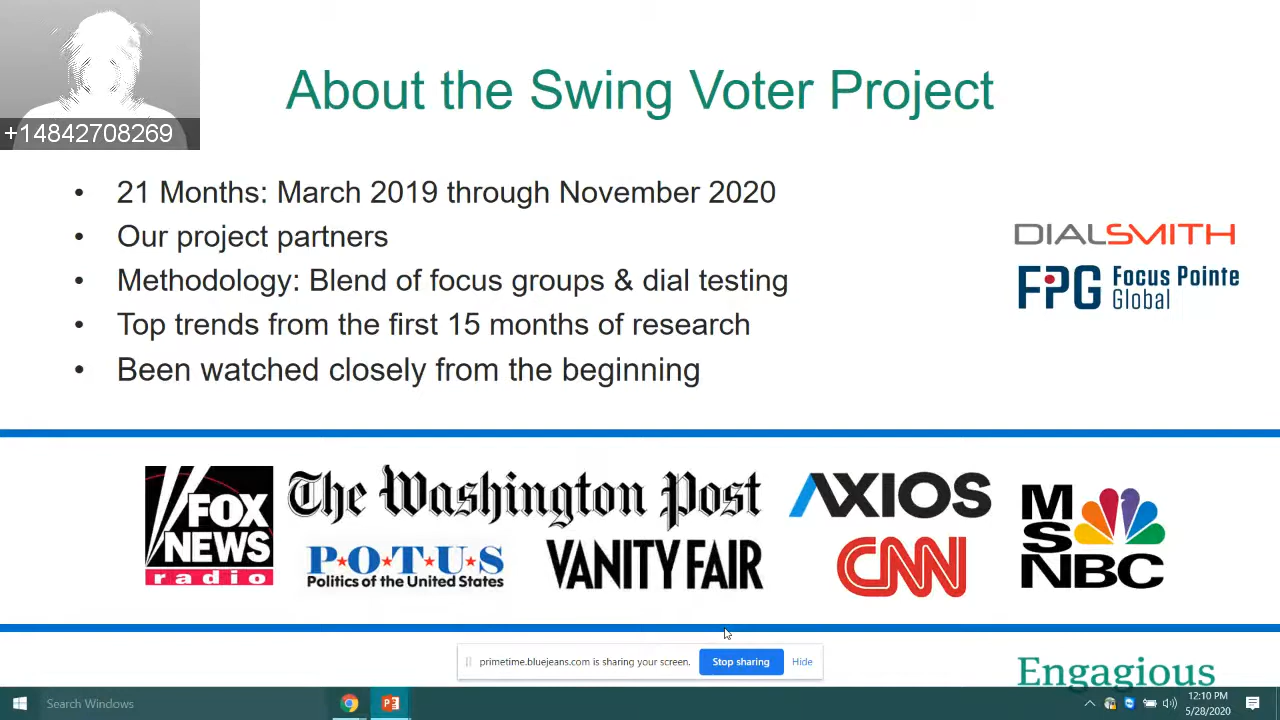 +14842708269
About the Swing Voter Project
• 21 Months: March 2019 through November 2020
• Our project partners
• Methodology: Blend of focus groups & dial testing
• Top trends from the first 15 months of research
• Been watched closely from the beginning
DIALSMITH
FPG Focus Pointe
Global
FOX
NEWS
radio
The Washington Post
P★O★T★U★S
Politics of the United States
VANITY FAIR
AXIOS
CNN
M
S
NBC
primetime.bluejeans.com is sharing your screen.
Stop sharing
Hide
Engagious
Search Windows
12:10 PM
5/28/2020